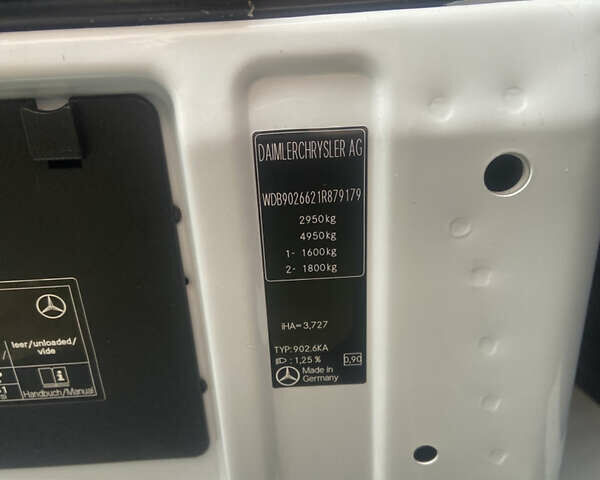 DAIMLERCHRYSLER AG
WDB9026621R879179
2950kg
4950kg
1- 1600kg
2- 1800kg
iHA=3,727
TYP:902.6KA
: 1,25 % 0,90
Made in
Germany
leer/unloaded/
vide
Handbuch/Manual